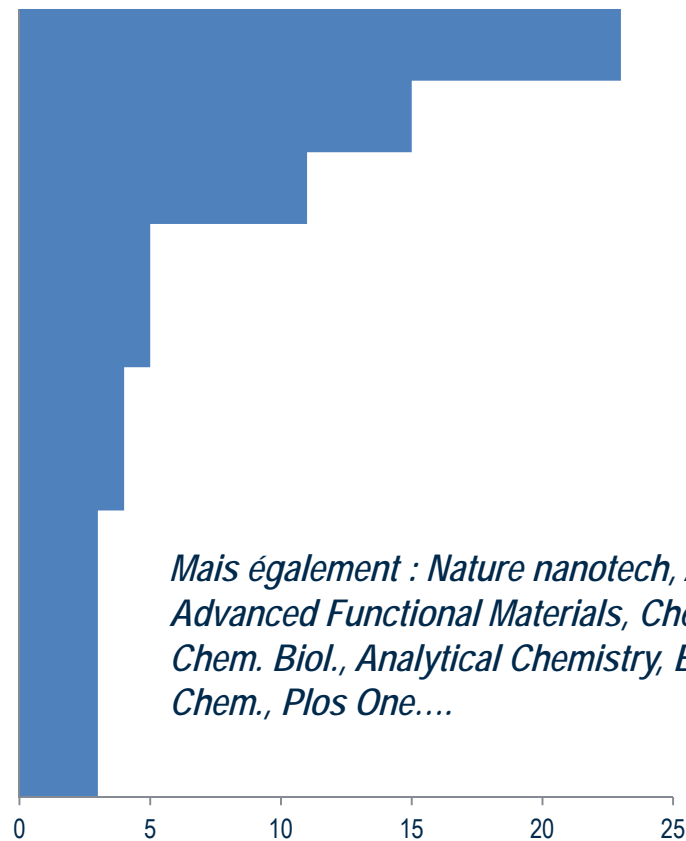 Mais également : Nature nanotech,
Advanced Functional Materials,
Chem. Biol., Analytical Chemistry,
Chem., Plos One....
0 5 10 15 20 25